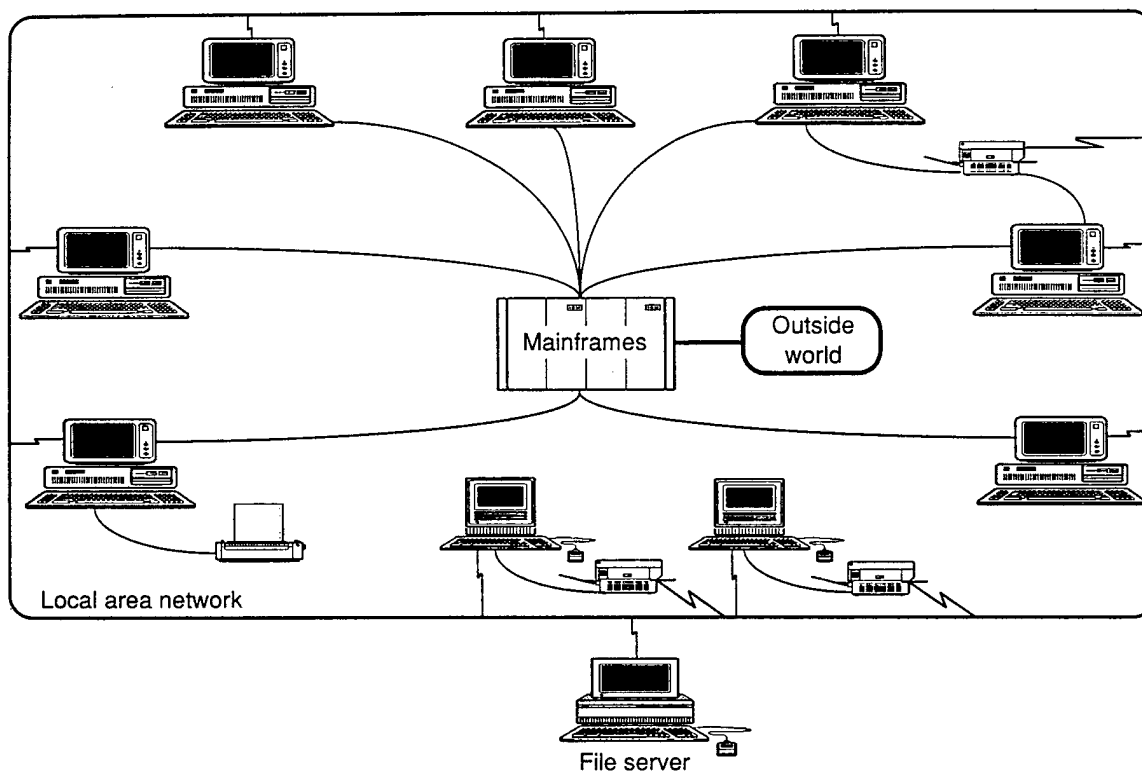 Mainframes
Outside
world
Local area network
File server